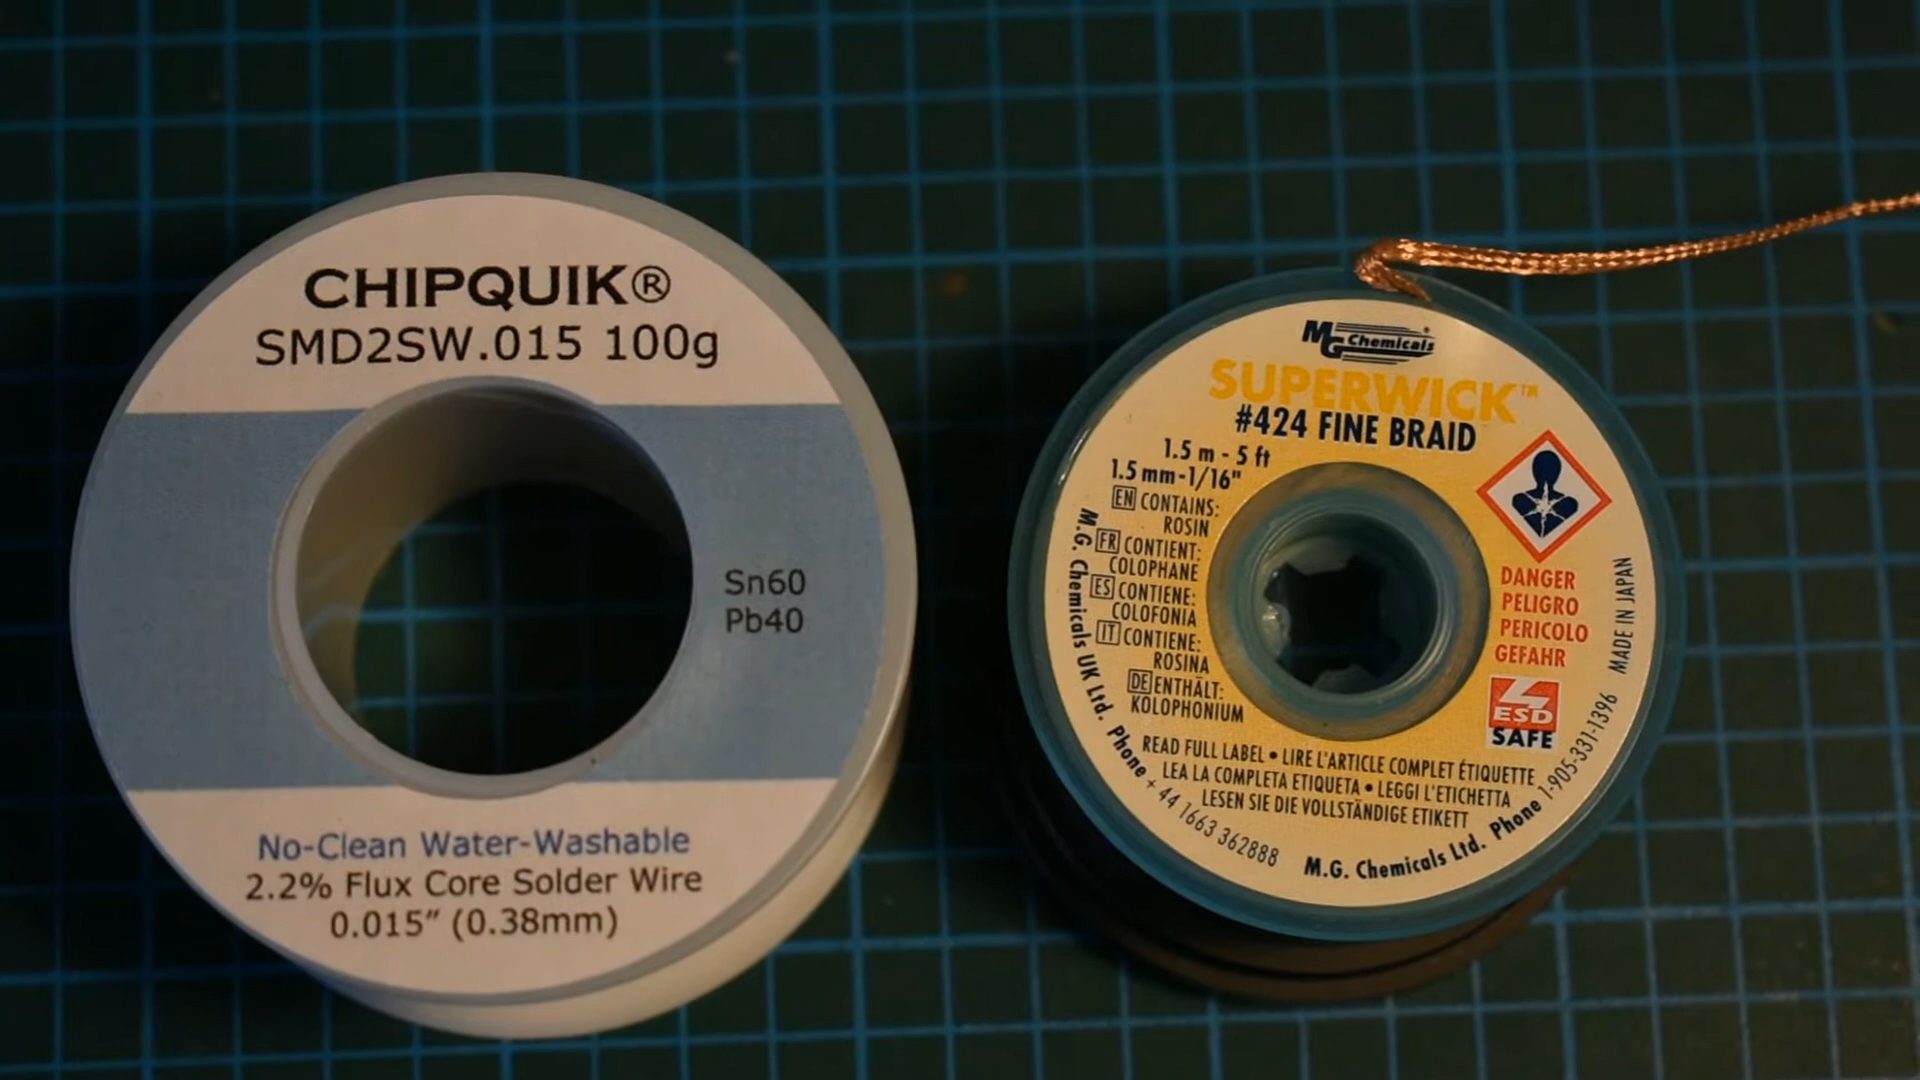 CHIPQUIK®
SMD2SW.015 100g
Sn60
Pb40
No-Clean Water-Washable
2.2% Flux Core Solder Wire
0.015" (0.38mm)
MG Chemicals
SUPERWICK™
#424 FINE BRAID
1.5 m - 5 ft
1.5 mm-1/16"
EN CONTAINS:
ROSIN
FR CONTIENT:
COLOPHANE
ES CONTIENE:
COLOFONIA
IT CONTIENE:
ROSINA
DE ENTHÄLT:
KOLOPHONIUM
DANGER
PELIGRO
PERICOLO
GEFAHR
ESD
SAFE
MADE IN JAPAN
READ FULL LABEL • LIRE L'ARTICLE COMPLET ÉTIQUETTE
LEA LA COMPLETA ETIQUETA • LEGGI L'ETICHETTA
LESEN SIE DIE VOLLSTÄNDIGE ETIKETT
M.G. Chemicals UK Ltd. Phone + 44 1663 362888
M.G. Chemicals Ltd. Phone 1-905-331-1396